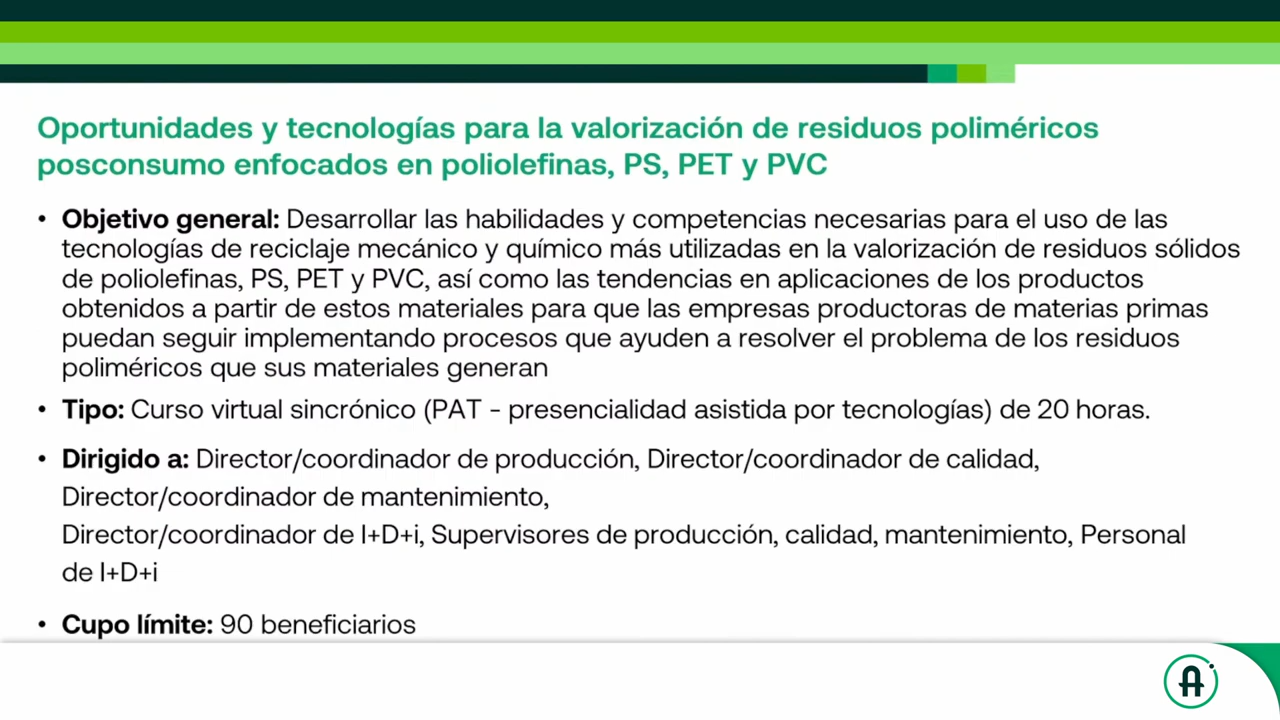 Oportunidades y tecnologías para la valorización de residuos poliméricos
posconsumo enfocados en poliolefinas, PS, PET y PVC
• Objetivo general: Desarrollar las habilidades y competencias necesarias para el uso de las
tecnologías de reciclaje mecánico y químico más utilizadas en la valorización de residuos sólidos
de poliolefinas, PS, PET y PVC, así como las tendencias en aplicaciones de los productos
obtenidos a partir de estos materiales para que las empresas productoras de materias primas
puedan seguir implementando procesos que ayuden a resolver el problema de los residuos
poliméricos que sus materiales generan
• Tipo: Curso virtual sincrónico (PAT - presencialidad asistida por tecnologías) de 20 horas.
• Dirigido a: Director/coordinador de producción, Director/coordinador de calidad,
Director/coordinador de mantenimiento,
Director/coordinador de I+D+i, Supervisores de producción, calidad, mantenimiento, Personal
de I+D+i
• Cupo límite: 90 beneficiarios
A